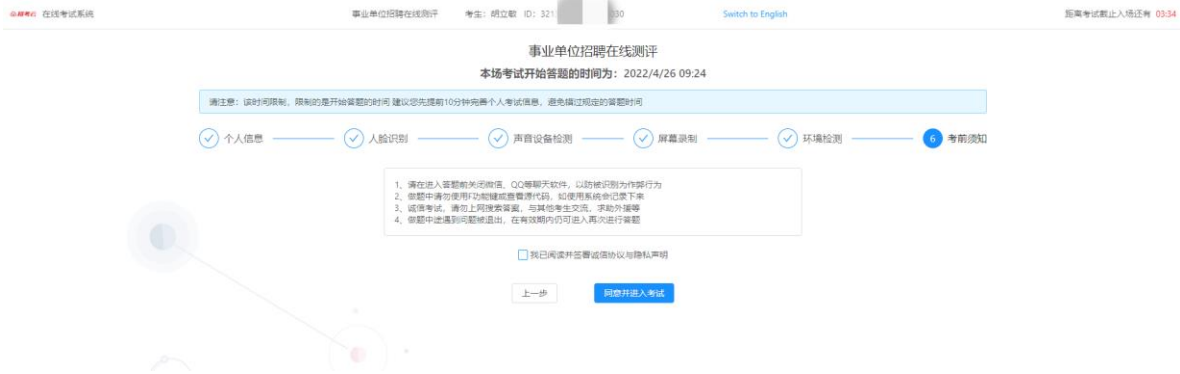 在线考试系统
事业单位招聘在线测评 考生: 胡立敏 ID: 321 030 Switch to English
距离考试截止入场还有 03:34
事业单位招聘在线测评
本场考试开始答题的时间为: 2022/4/26 09:24
请注意: 该时间限制, 限制的是开始答题的时间 建议您先提前10分钟完善个人考试信息, 避免错过规定的答题时间
个人信息 人脸识别 声音设备检测 屏幕录制 环境检测 6 考前须知
1、请在进入答题前关闭微信、QQ等聊天软件, 以防被识别为作弊行为
2、做题中请勿使用F功能键或查看源代码, 如使用系统会记录下来
3、诚信考试, 请勿上网搜索答案, 与其他考生交流, 求助外援等
4、做题中途遇到问题被退出, 在有效期内仍可进入再次进行答题
我已阅读并签署诚信协议与隐私声明
上一步 同意并进入考试